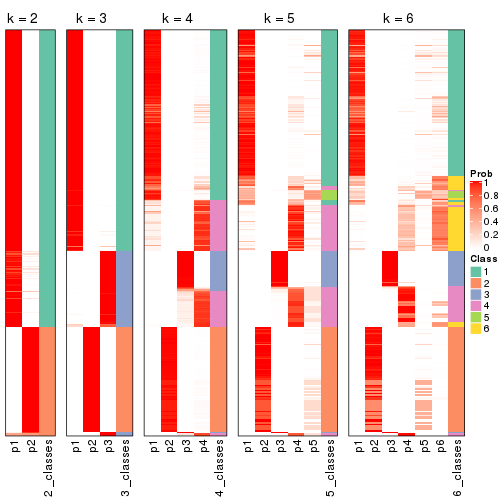 k = 2
k = 3
k = 4
k = 5
k = 6
Prob
1
0.8
0.6
0.4
0.2
0
Class
1
2
3
4
5
6
p1
p2
2_classes
p1
p2
p3
3_classes
p1
p2
p3
p4
4_classes
p1
p2
p3
p4
p5
5_classes
p1
p2
p3
p4
p5
p6
6_classes